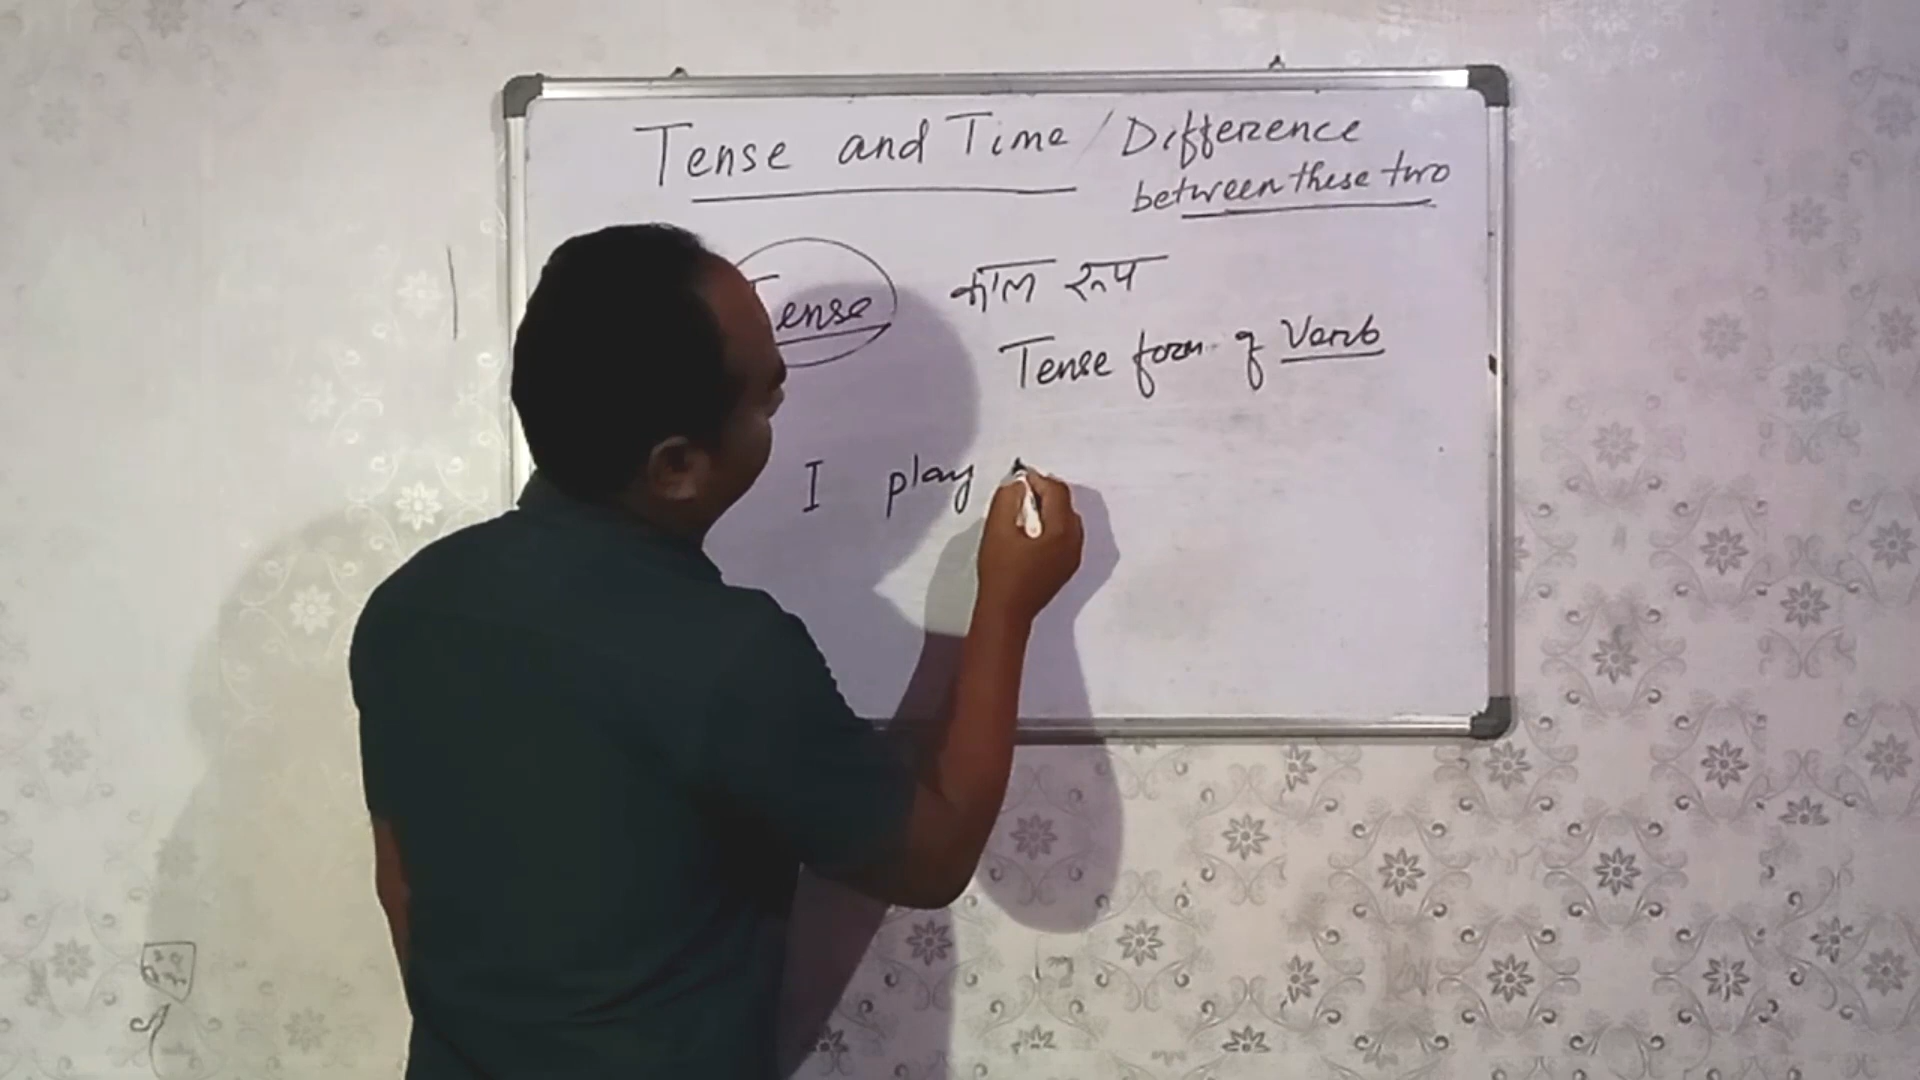 Tense and Time / Difference
between these two
Tense काल रूप
Tense form of Verb
I play